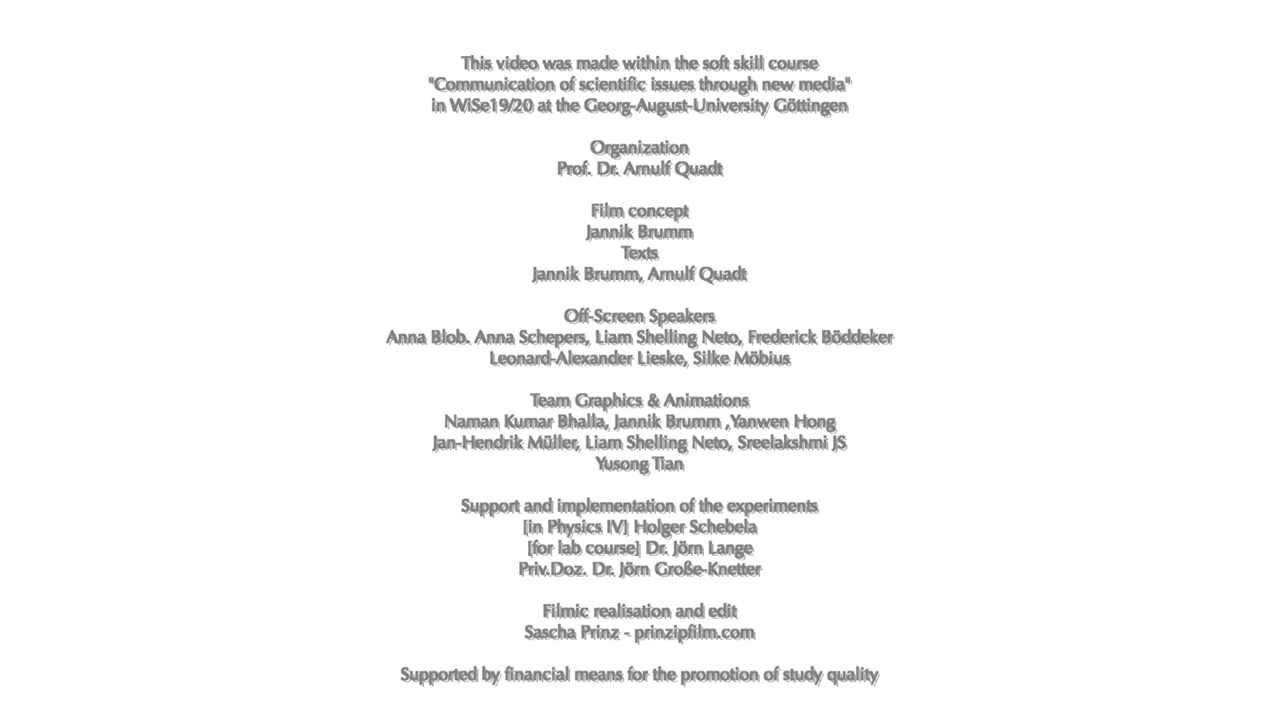 This video was made within the soft skill course
"Communication of scientific issues through new media"
in WiSe19/20 at the Georg-August-University Göttingen
Organization
Prof. Dr. Arnulf Quadt
Film concept
Jannik Brumm
Texts
Jannik Brumm, Arnulf Quadt
Off-Screen Speakers
Anna Blob. Anna Schepers, Liam Shelling Neto, Frederick Böddeker
Leonard-Alexander Lieske, Silke Möbius
Team Graphics & Animations
Naman Kumar Bhalla, Jannik Brumm ,Yanwen Hong
Jan-Hendrik Müller, Liam Shelling Neto, Sreelakshmi JS
Yusong Tian
Support and implementation of the experiments
[in Physics IV] Holger Schebela
[for lab course] Dr. Jörn Lange
Priv.Doz. Dr. Jörn Große-Knetter
Filmic realisation and edit
Sascha Prinz - prinzipfilm.com
Supported by financial means for the promotion of study quality